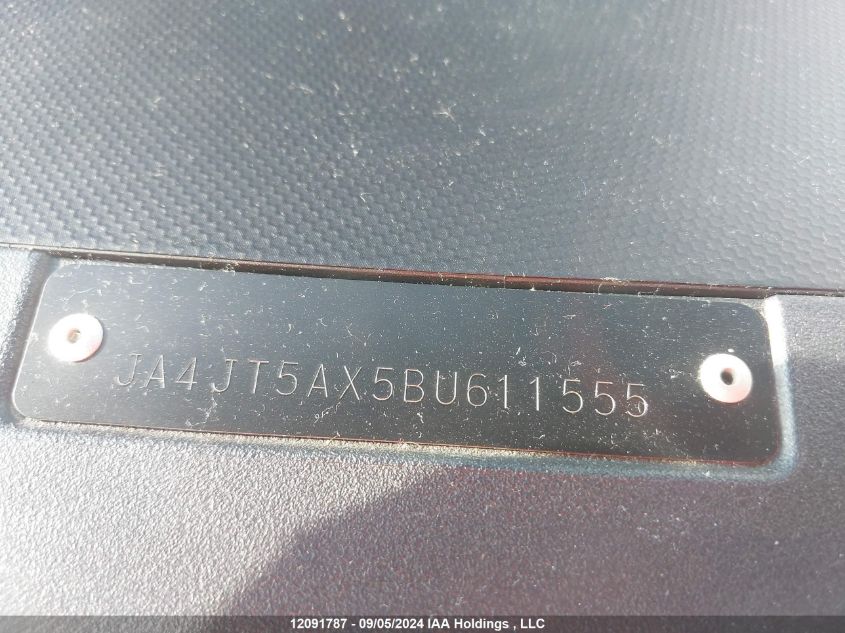 JA4JT5AX5BU611555
12091787 - 09/05/2024 IAA Holdings , LLC